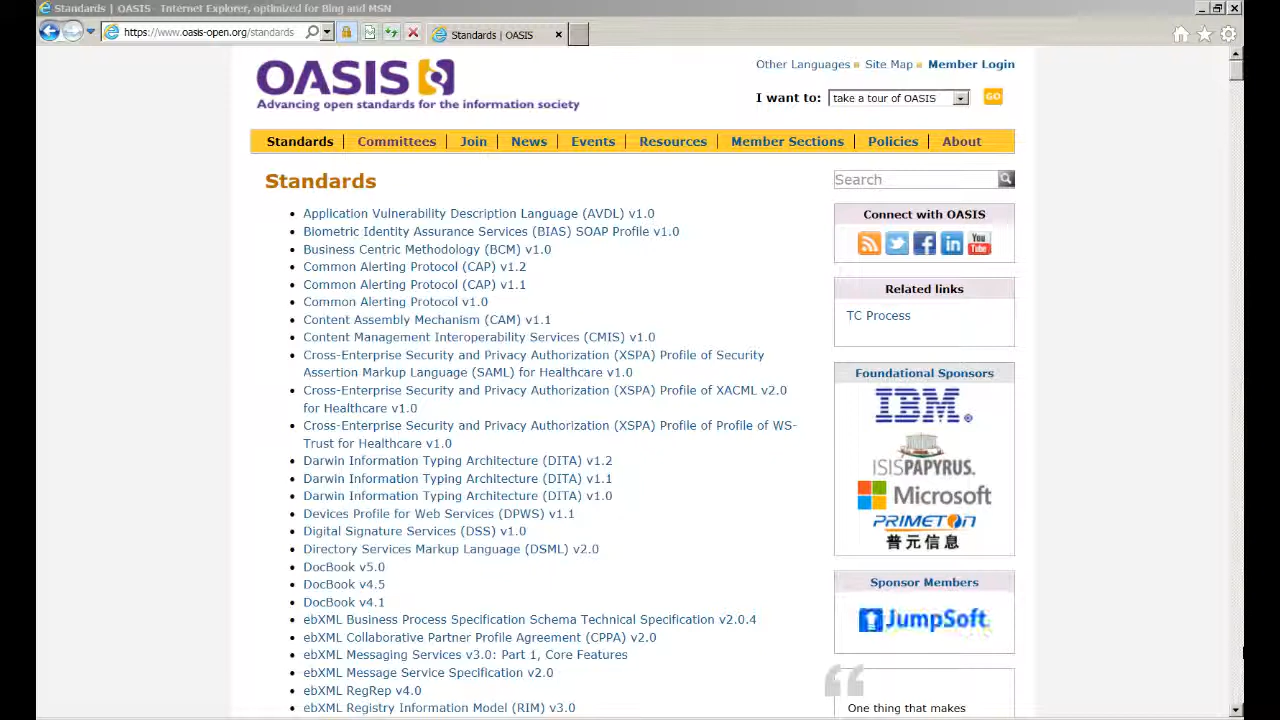 Standards | OASIS - Internet Explorer, optimized for Bing and MSN
https://www.oasis-open.org/standards
Standards | OASIS
OASIS
Advancing open standards for the information society
Other Languages Site Map Member Login
I want to: take a tour of OASIS GO
Standards Committees Join News Events Resources Member Sections Policies About
Standards
Application Vulnerability Description Language (AVDL) v1.0
Biometric Identity Assurance Services (BIAS) SOAP Profile v1.0
Business Centric Methodology (BCM) v1.0
Common Alerting Protocol (CAP) v1.2
Common Alerting Protocol (CAP) v1.1
Common Alerting Protocol v1.0
Content Assembly Mechanism (CAM) v1.1
Content Management Interoperability Services (CMIS) v1.0
Cross-Enterprise Security and Privacy Authorization (XSPA) Profile of Security
Assertion Markup Language (SAML) for Healthcare v1.0
Cross-Enterprise Security and Privacy Authorization (XSPA) Profile of XACML v2.0
for Healthcare v1.0
Cross-Enterprise Security and Privacy Authorization (XSPA) Profile of Profile of WS-
Trust for Healthcare v1.0
Darwin Information Typing Architecture (DITA) v1.2
Darwin Information Typing Architecture (DITA) v1.1
Darwin Information Typing Architecture (DITA) v1.0
Devices Profile for Web Services (DPWS) v1.1
Digital Signature Services (DSS) v1.0
Directory Services Markup Language (DSML) v2.0
DocBook v5.0
DocBook v4.5
DocBook v4.1
ebXML Business Process Specification Schema Technical Specification v2.0.4
ebXML Collaborative Partner Profile Agreement (CPPA) v2.0
ebXML Messaging Services v3.0: Part 1, Core Features
ebXML Message Service Specification v2.0
ebXML RegRep v4.0
ebXML Registry Information Model (RIM) v3.0
Search
Connect with OASIS
You Tube
Related links
TC Process
Foundational Sponsors
IBM
ISIS PAPYRUS
Microsoft
PRIMETON
普元信息
Sponsor Members
JumpSoft
One thing that makes